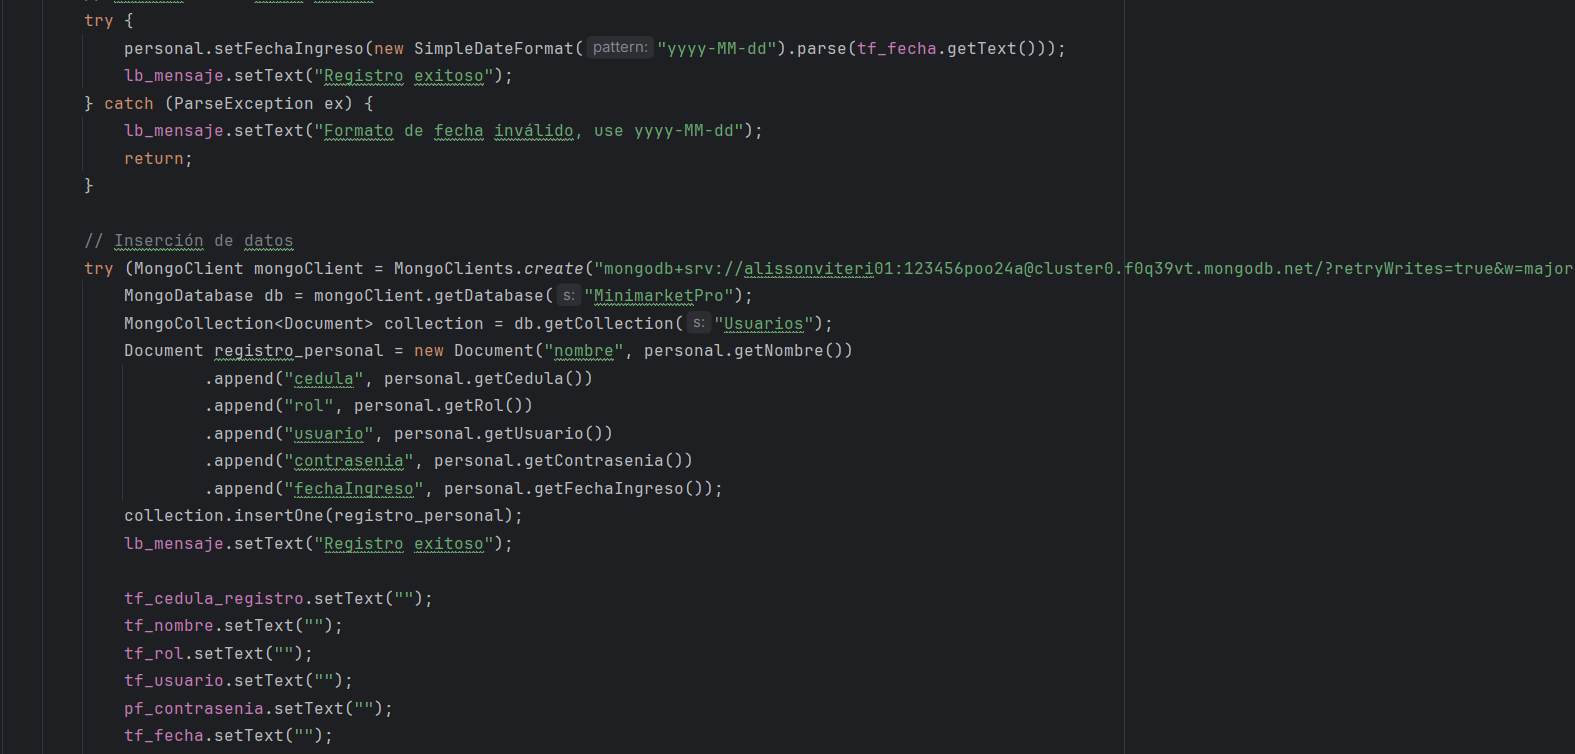 try {
personal.setFechaIngreso(new SimpleDateFormat( pattern: "yyyy-MM-dd").parse(tf_fecha.getText()));
lb_mensaje.setText("Registro exitoso");
} catch (ParseException ex) {
lb_mensaje.setText("Formato de fecha inválido, use yyyy-MM-dd");
return;
}
// Inserción de datos
try (MongoClient mongoClient = MongoClients.create("mongodb+srv://alissonviteri01:123456poo24a@cluster0.f0q39vt.mongodb.net/?retryWrites=true&w=major
MongoDatabase db = mongoClient.getDatabase( s: "MinimarketPro");
MongoCollection<Document> collection = db.getCollection( s: "Usuarios");
Document registro_personal = new Document("nombre", personal.getNombre())
.append("cedula", personal.getCedula())
.append("rol", personal.getRol())
.append("usuario", personal.getUsuario())
.append("contrasenia", personal.getContrasenia())
.append("fechaIngreso", personal.getFechaIngreso());
collection.insertOne(registro_personal);
lb_mensaje.setText("Registro exitoso");
tf_cedula_registro.setText("");
tf_nombre.setText("");
tf_rol.setText("");
tf_usuario.setText("");
pf_contrasenia.setText("");
tf_fecha.setText("");